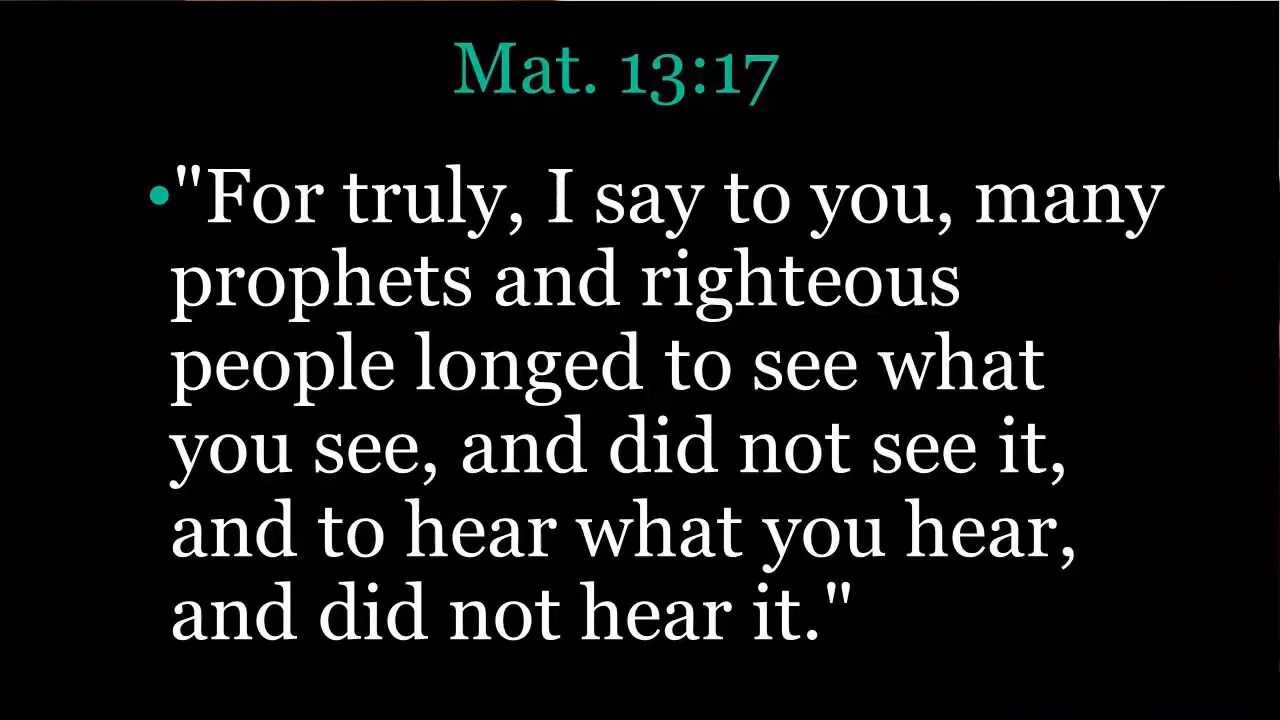 Mat. 13:17
•"For truly, I say to you, many
prophets and righteous
people longed to see what
you see, and did not see it,
and to hear what you hear,
and did not hear it."